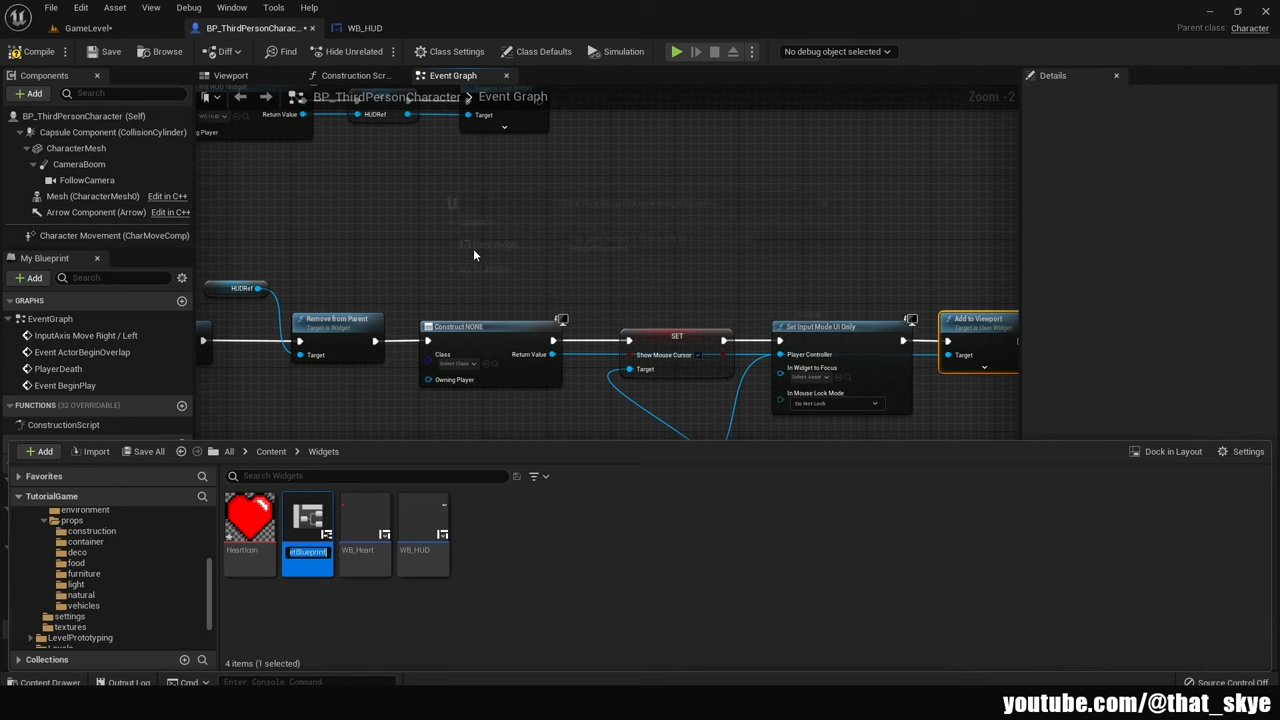 File Edit Asset View Debug Window Tools Help
GameLevel• BP_ThirdPersonCharac...• WB_HUD Parent class: Character
Compile Save Browse Diff Find Hide Unrelated Class Settings Class Defaults Simulation No debug object selected
Components Viewport Construction Scr... Event Graph Details
Add Search BP_ThirdPersonCharacter > Event Graph Zoom -2
BP_ThirdPersonCharacter (Self)
Capsule Component (CollisionCylinder)
CameraMesh
CameraBoom
FollowCamera
Mesh (CharacterMesh0) Edit in C++
Arrow Component (Arrow) Edit in C++
Character Movement (CharMoveComp)
My Blueprint
Add Search
GRAPHS
EventGraph
InputAxis Move Right / Left
Event ActorBeginOverlap
PlayerDeath
Event BeginPlay
FUNCTIONS (32 OVERRIDABLE)
ConstructionScript
Return Value HUDRef Target
HUDRef
Remove from Parent
Target is Widget
Target
Construct NONE
Class Return Value
Select Class
Owning Player
SET
Show Mouse Cursor
Target
Set Input Mode UI Only
Player Controller
In Widget to Focus
Select Asset
In Mouse Lock Mode
Do Not Lock
Add to Viewport
Target is User Widget
Target
Add Import Save All All > Content > Widgets Dock in Layout Settings
Favorites Search Widgets
TutorialGame
environment
props
construction
container
deco
food
furniture
light
natural
vehicles
settings
textures
LevelPrototyping
Collections
HeartIcon etBlueprint WB_Heart WB_HUD
4 items (1 selected)
Content Drawer Output Log Cmd Enter Console Command Source Control Off
youtube.com/@that_skye